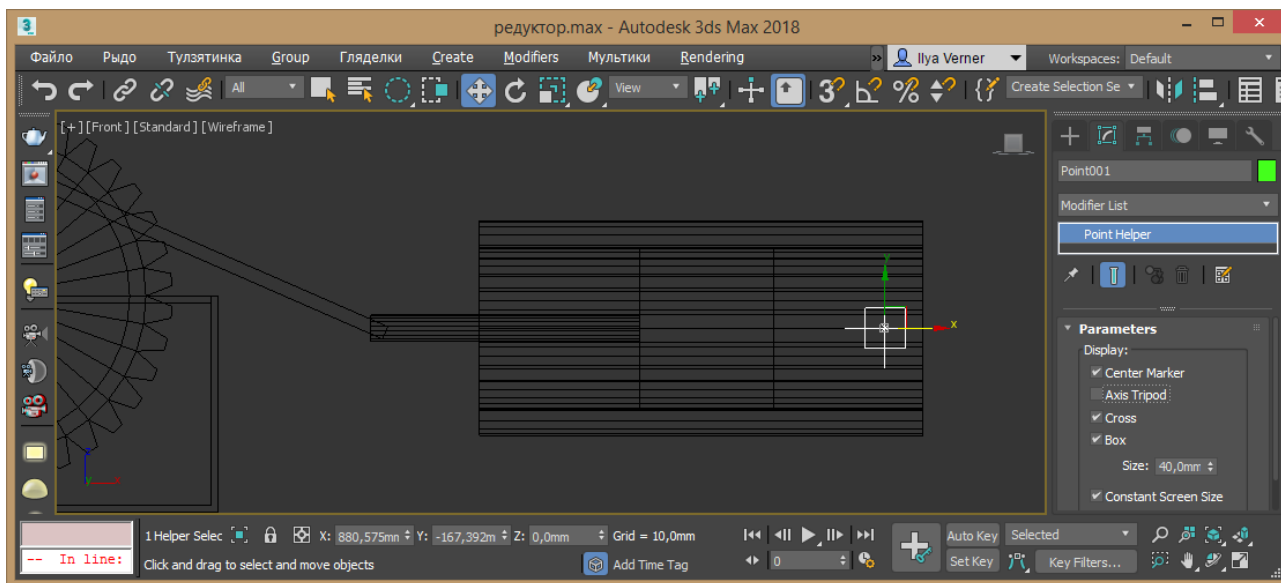 3
редуктор.max - Autodesk 3ds Max 2018
Файло Рыдо Тулзятинка Group Гляделки Create Modifiers Мультики Rendering » Ilya Verner Workspaces: Default
All View 3 Create Selection Se
[+] [Front ] [Standard ] [Wireframe ]
Point001
Modifier List
Point Helper
y
x
Parameters
Display:
Center Marker
Axis Tripod
Cross
Box
Size: 40,0mm
Constant Screen Size
z
y
1 Helper Selec X: 880,575mm Y: -167,392m Z: 0,0mm Grid = 10,0mm Auto Key Selected
-- In line: Click and drag to select and move objects Add Time Tag 0 Set Key Key Filters...